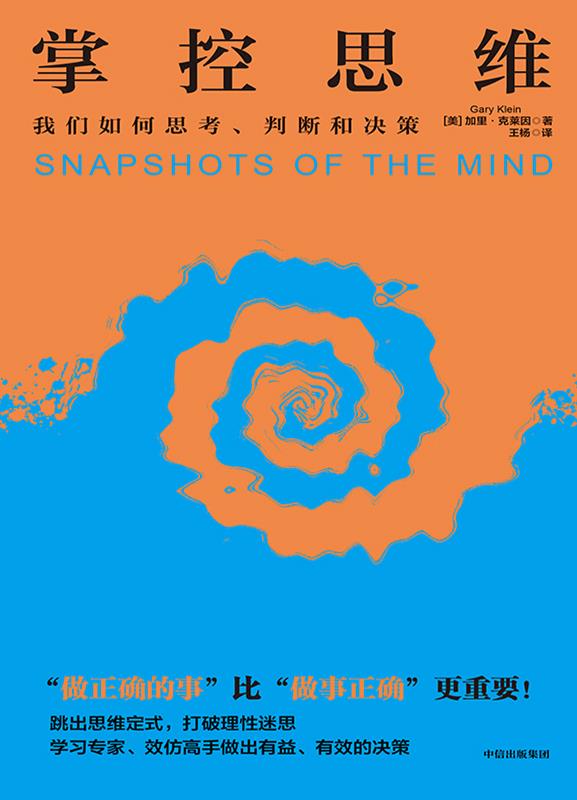 掌控思维
Gary Klein
我们如何思考、判断和决策
[美] 加里·克莱因◎著
王杨◎译
SNAPSHOTS OF THE MIND
“做正确的事”比“做事正确”更重要！
跳出思维定式，打破理性迷思
学习专家、效仿高手做出有益、有效的决策
中信出版集团